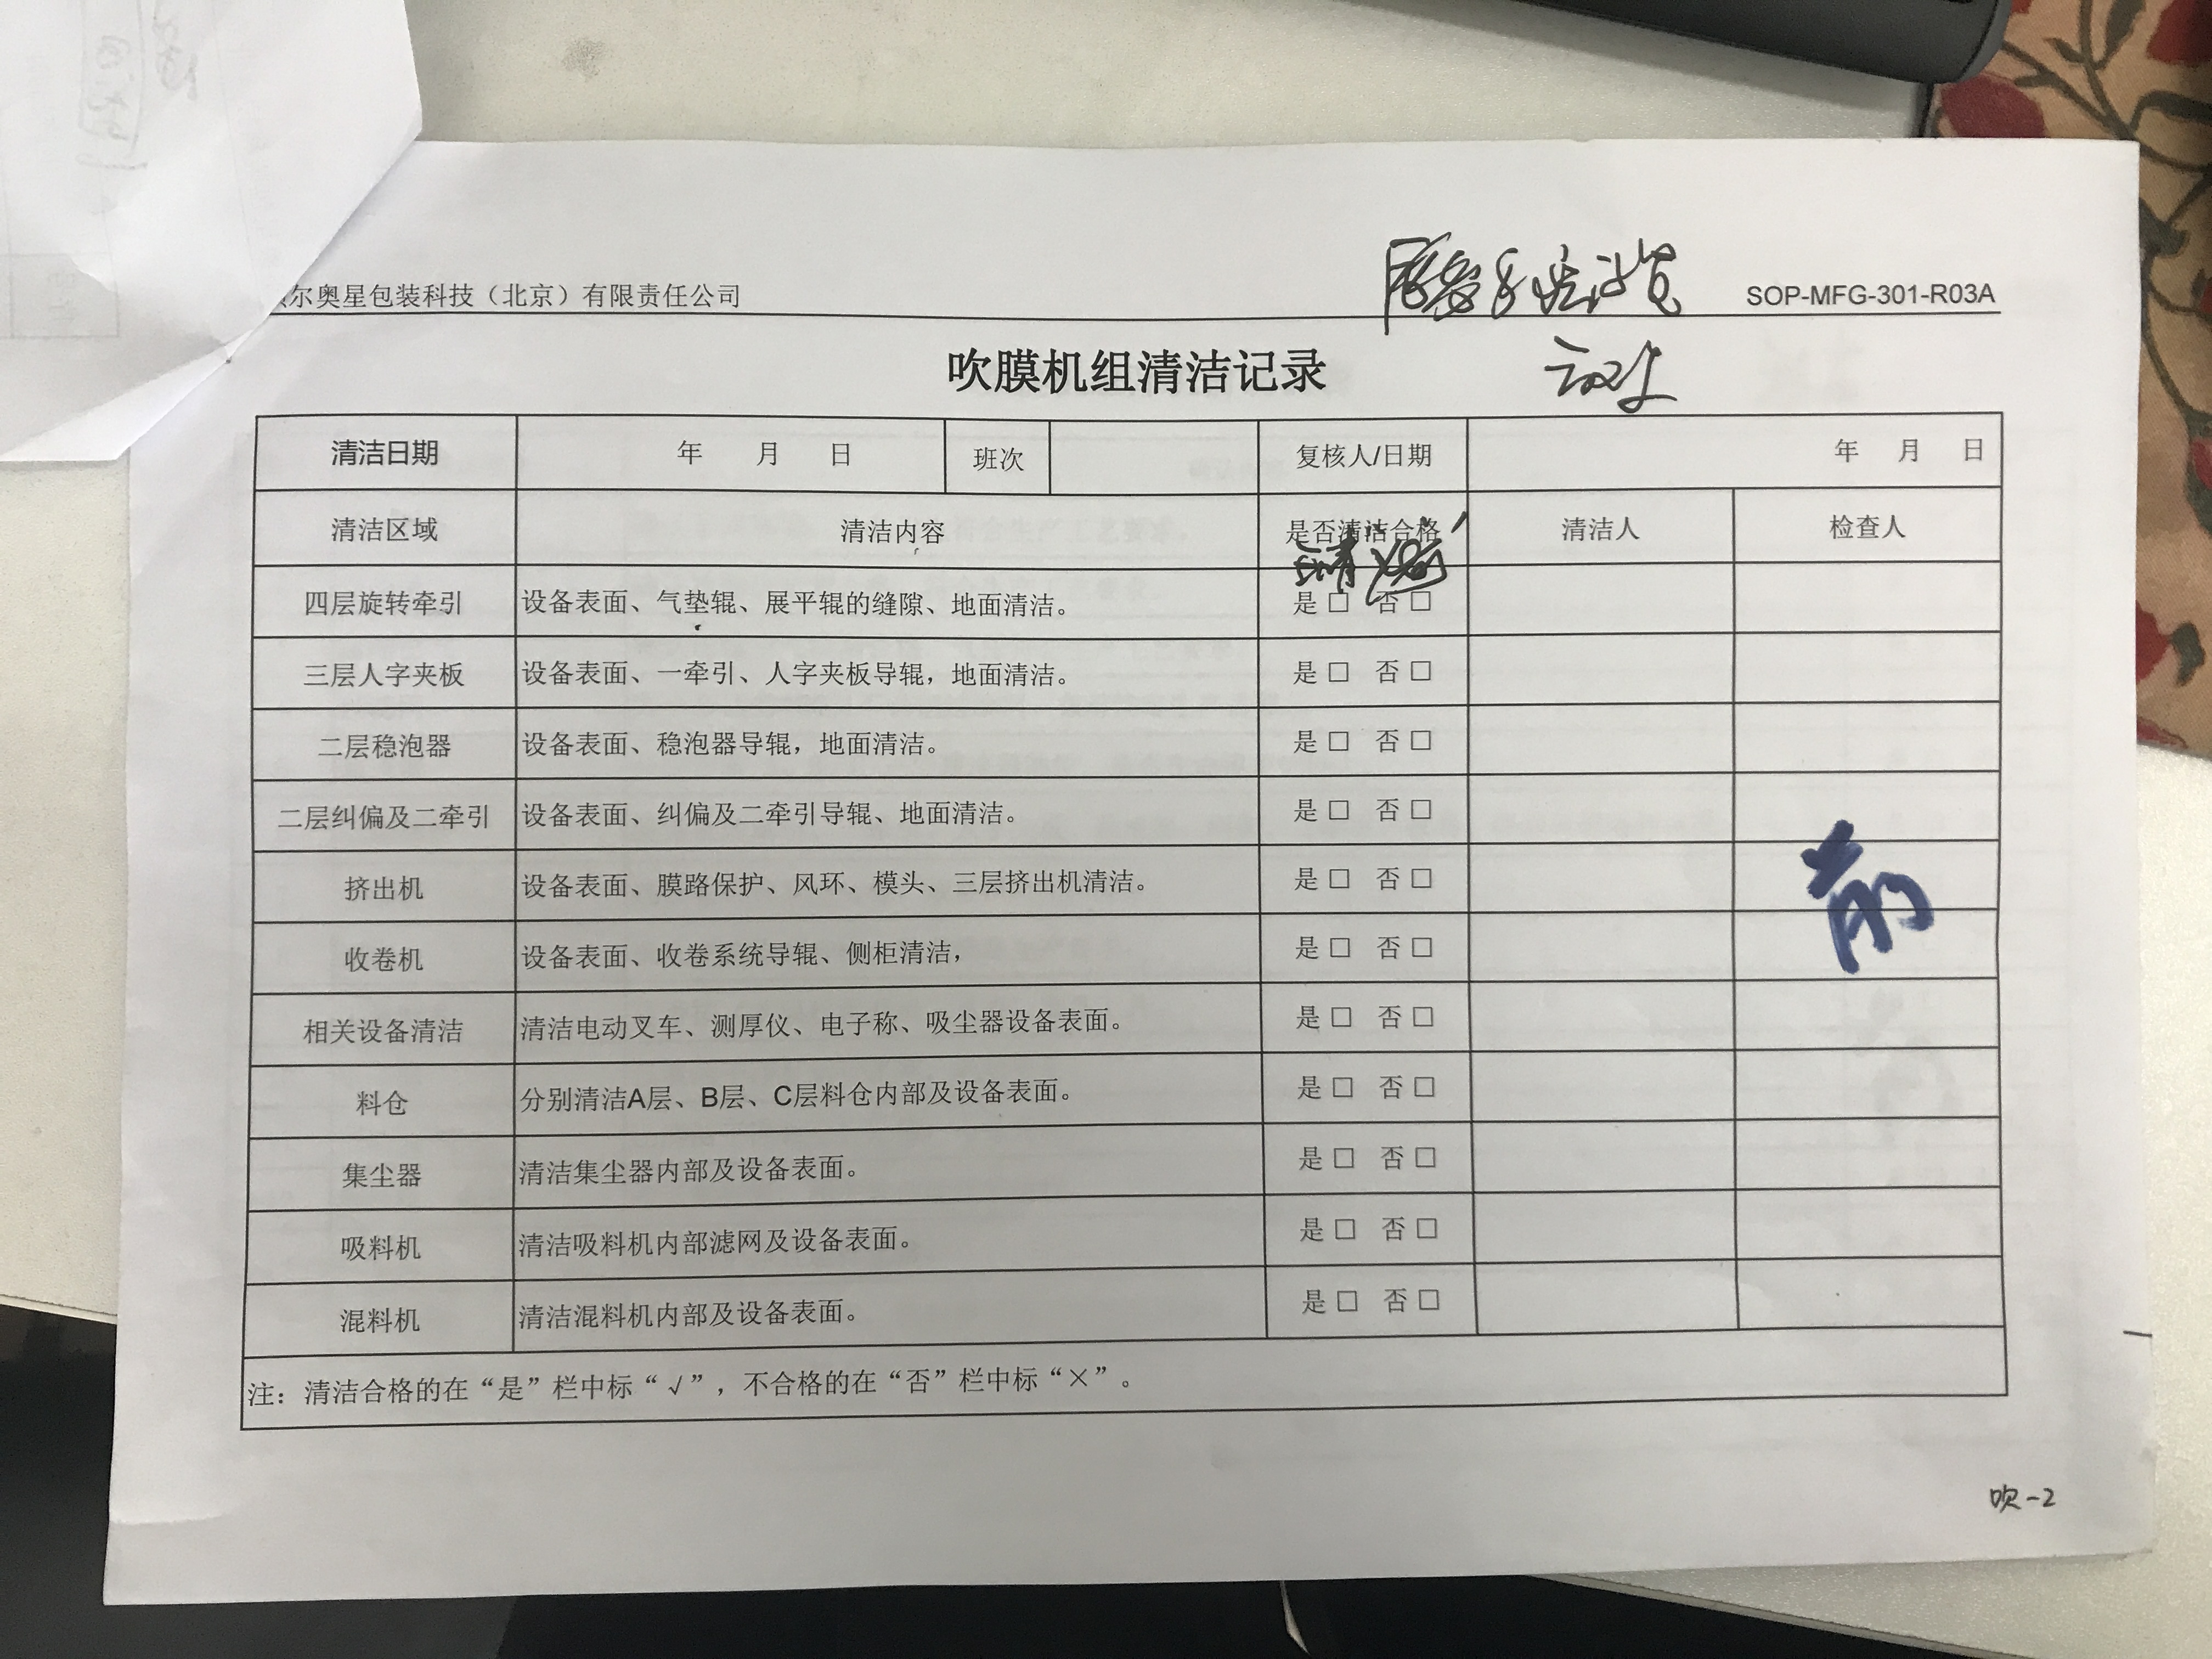 尔奥星包装科技（北京）有限责任公司 SOP-MFG-301-R03A
吹膜机组清洁记录
清洁日期 年 月 日 班次 复核人/日期 年 月 日
清洁区域 清洁内容 是否清洁合格 清洁人 检查人
四层旋转牵引 设备表面、气垫辊、展平辊的缝隙、地面清洁。 是 □ 否 □
三层人字夹板 设备表面、一牵引、人字夹板导辊，地面清洁。 是 □ 否 □
二层稳泡器 设备表面、稳泡器导辊，地面清洁。 是 □ 否 □
二层纠偏及二牵引 设备表面、纠偏及二牵引导辊、地面清洁。 是 □ 否 □
挤出机 设备表面、膜路保护、风环、模头、三层挤出机清洁。 是 □ 否 □
前
收卷机 设备表面、收卷系统导辊、侧柜清洁， 是 □ 否 □
相关设备清洁 清洁电动叉车、测厚仪、电子称、吸尘器设备表面。 是 □ 否 □
料仓 分别清洁A层、B层、C层料仓内部及设备表面。 是 □ 否 □
集尘器 清洁集尘器内部及设备表面。 是 □ 否 □
吸料机 清洁吸料机内部滤网及设备表面。 是 □ 否 □
混料机 清洁混料机内部及设备表面。 是 □ 否 □
注：清洁合格的在“是”栏中标“√”，不合格的在“否”栏中标“×”。
吹-2